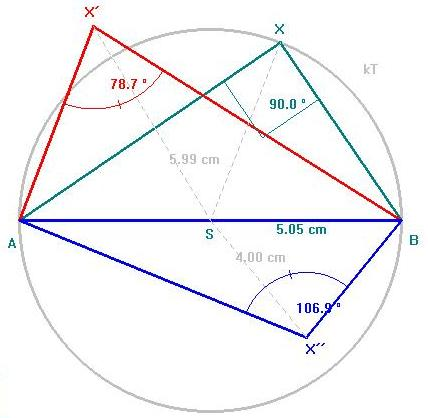 X´
X
kT
78.7 °
90.0 °
5.99 cm
A
S
5.05 cm
B
4.00 cm
106.9 °
X´´